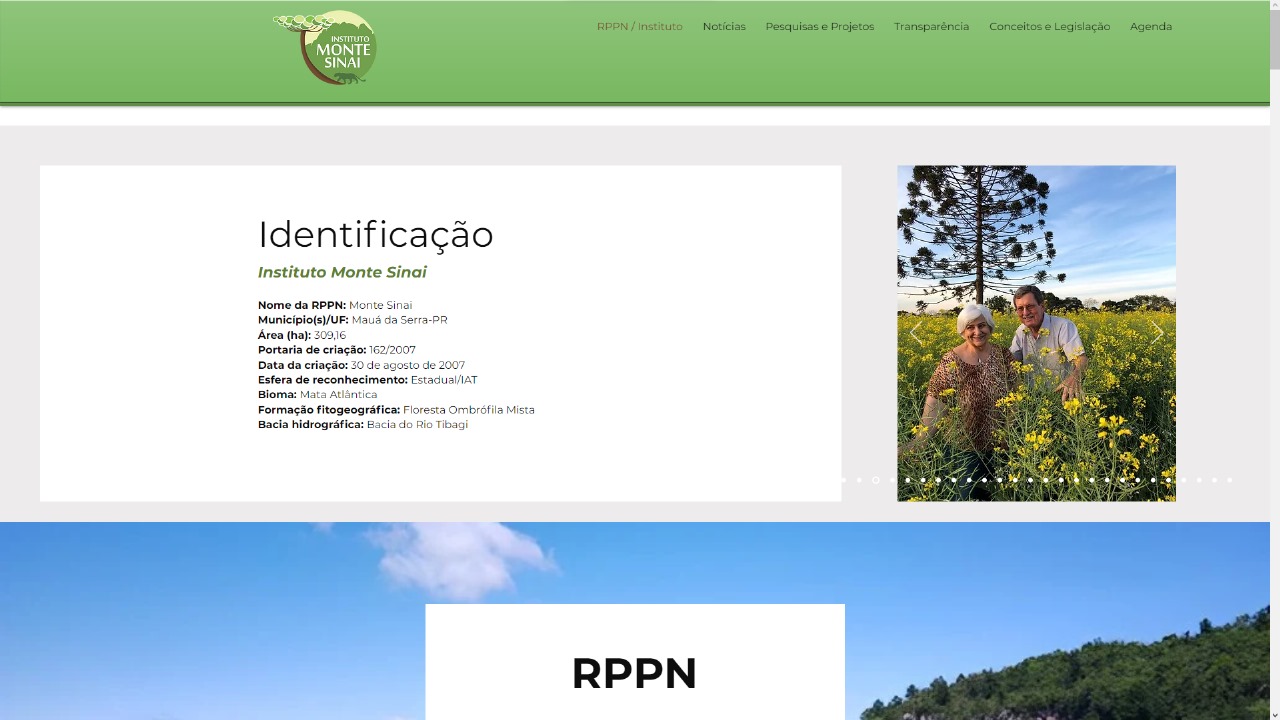 INSTITUTO
MONTE
SINAI
RPPN / Instituto
Notícias
Pesquisas e Projetos
Transparência
Conceitos e Legislação
Agenda
Identificação
Instituto Monte Sinai
Nome da RPPN: Monte Sinai
Município(s)/UF: Mauá da Serra-PR
Área (ha): 309,16
Portaria de criação: 162/2007
Data da criação: 30 de agosto de 2007
Esfera de reconhecimento: Estadual/IAT
Bioma: Mata Atlântica
Formação fitogeográfica: Floresta Ombrófila Mista
Bacia hidrográfica: Bacia do Rio Tibagi
RPPN